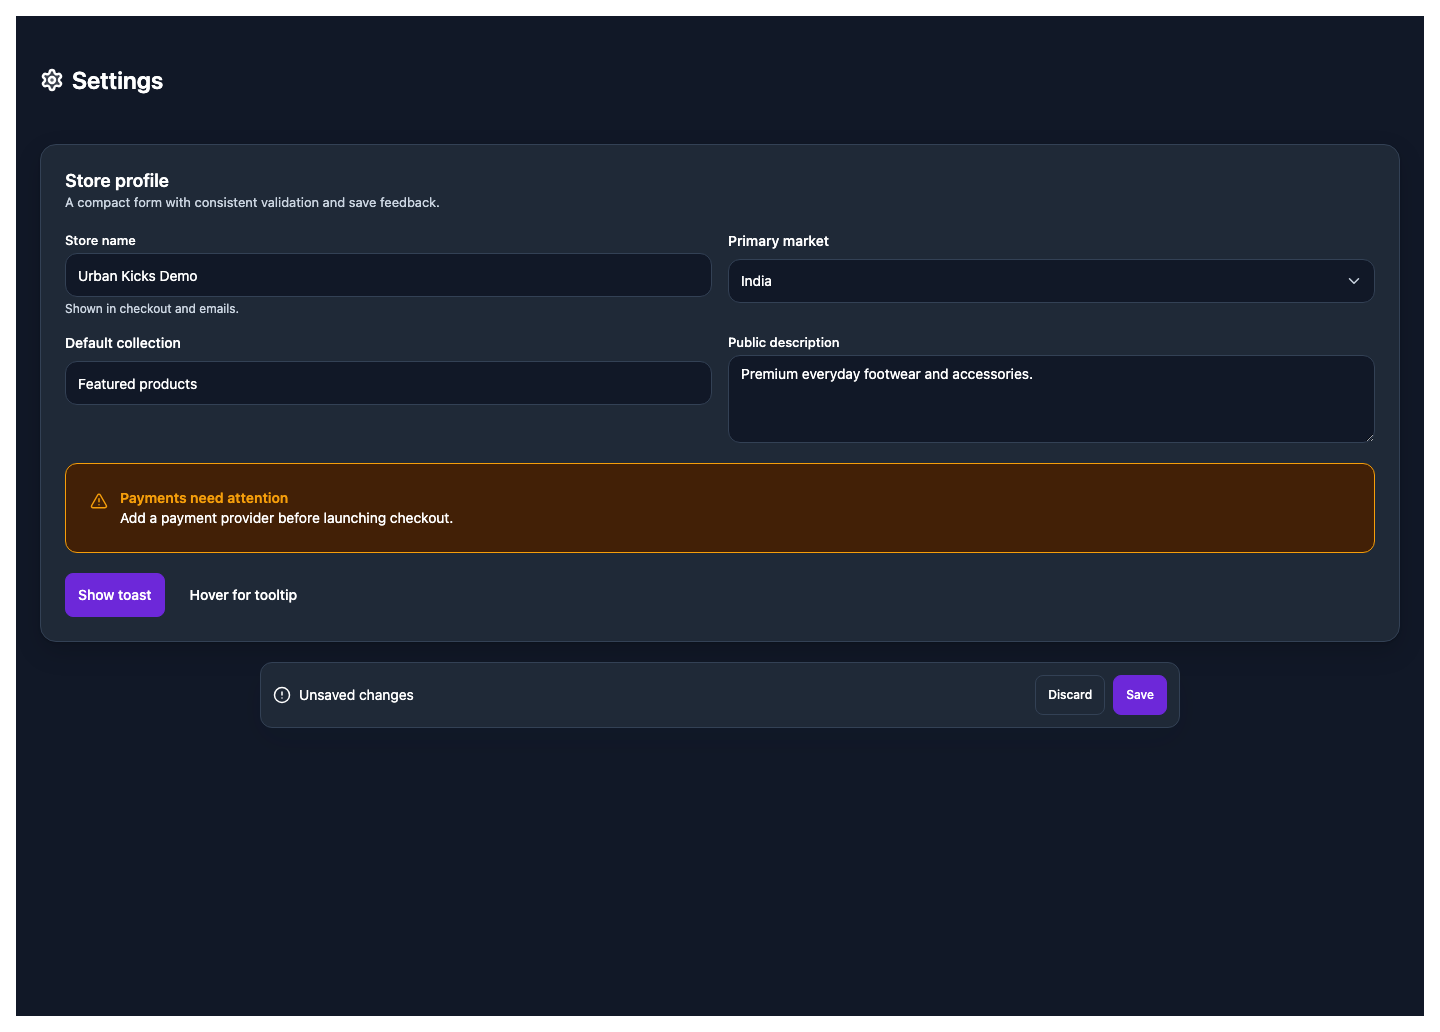 Settings
Store profile
A compact form with consistent validation and save feedback.
Store name
Urban Kicks Demo
Shown in checkout and emails.
Primary market
India
Default collection
Featured products
Public description
Premium everyday footwear and accessories.
Payments need attention
Add a payment provider before launching checkout.
Show toast
Hover for tooltip
Unsaved changes
Discard
Save